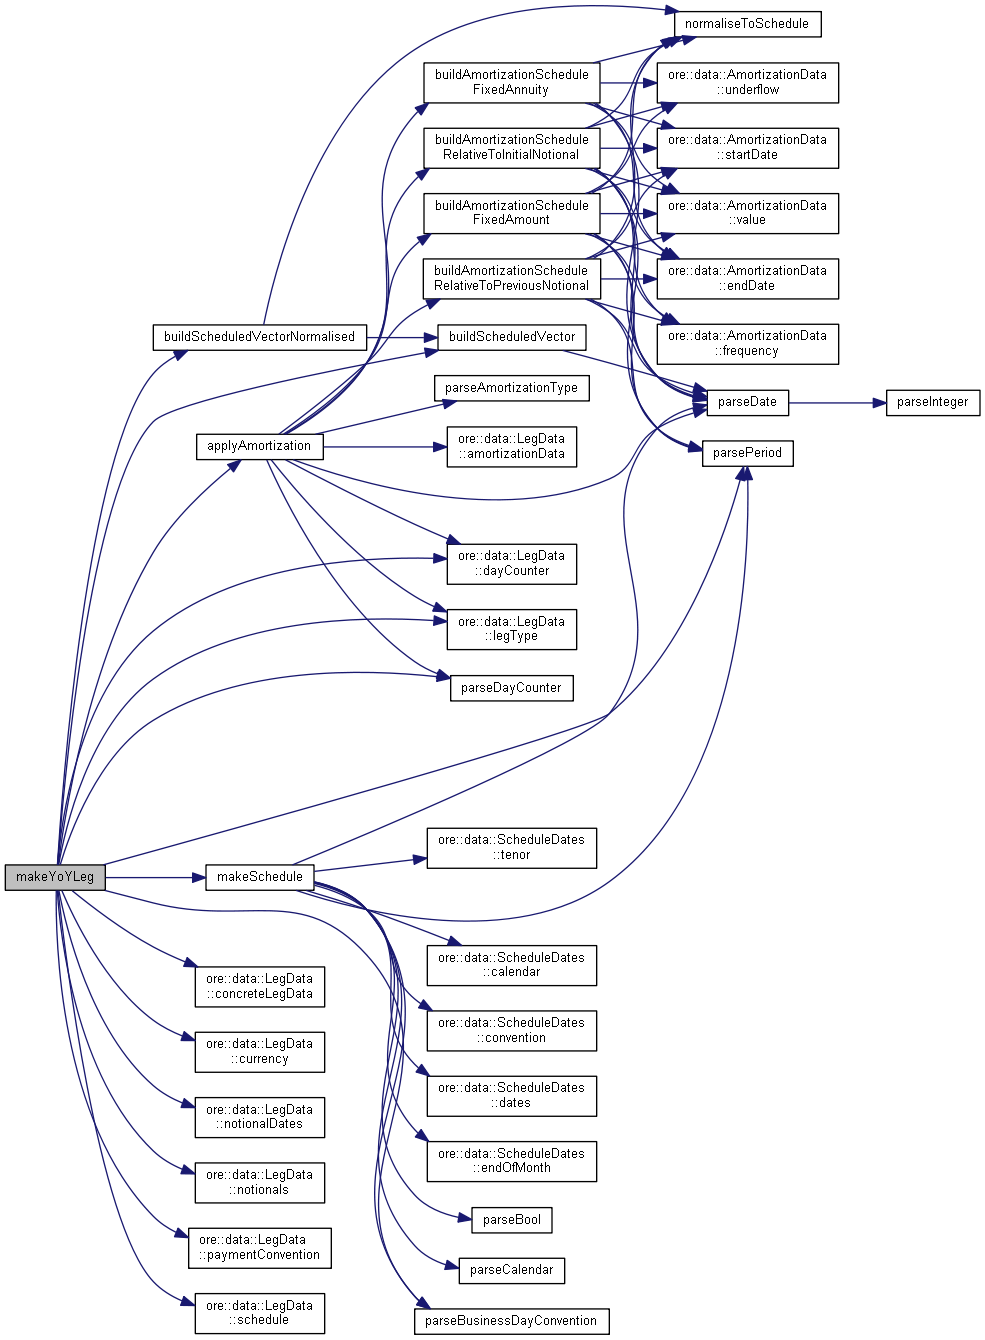 normaliseToSchedule
buildAmortizationSchedule
FixedAnnuity
ore::data::AmortizationData
::underflow
buildAmortizationSchedule
RelativeToInitialNotional
ore::data::AmortizationData
::startDate
buildAmortizationSchedule
FixedAmount
ore::data::AmortizationData
::value
buildAmortizationSchedule
RelativeToPreviousNotional
ore::data::AmortizationData
::endDate
buildScheduledVectorNormalised
buildScheduledVector
ore::data::AmortizationData
::frequency
parseAmortizationType
parseDate
parseInteger
applyAmortization
ore::data::LegData
::amortizationData
parsePeriod
ore::data::LegData
::dayCounter
ore::data::LegData
::legType
parseDayCounter
ore::data::ScheduleDates
::tenor
makeYoYLeg
makeSchedule
ore::data::LegData
::concreteLegData
ore::data::ScheduleDates
::calendar
ore::data::LegData
::currency
ore::data::ScheduleDates
::convention
ore::data::LegData
::notionalDates
ore::data::ScheduleDates
::dates
ore::data::LegData
::notionals
ore::data::ScheduleDates
::endOfMonth
parseBool
ore::data::LegData
::paymentConvention
parseCalendar
ore::data::LegData
::schedule
parseBusinessDayConvention